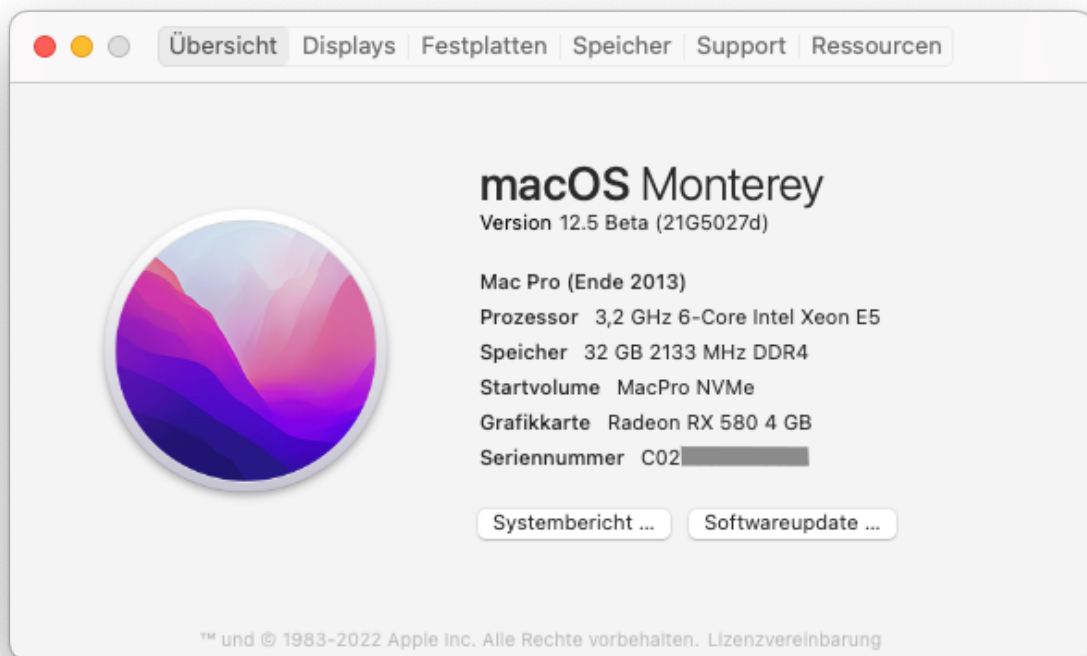 Übersicht Displays Festplatten Speicher Support Ressourcen
macOS Monterey
Version 12.5 Beta (21G5027d)
Mac Pro (Ende 2013)
Prozessor 3,2 GHz 6-Core Intel Xeon E5
Speicher 32 GB 2133 MHz DDR4
Startvolume MacPro NVMe
Grafikkarte Radeon RX 580 4 GB
Seriennummer C02
Systembericht ... Softwareupdate ...
™ und © 1983-2022 Apple Inc. Alle Rechte vorbehalten. Lizenzvereinbarung